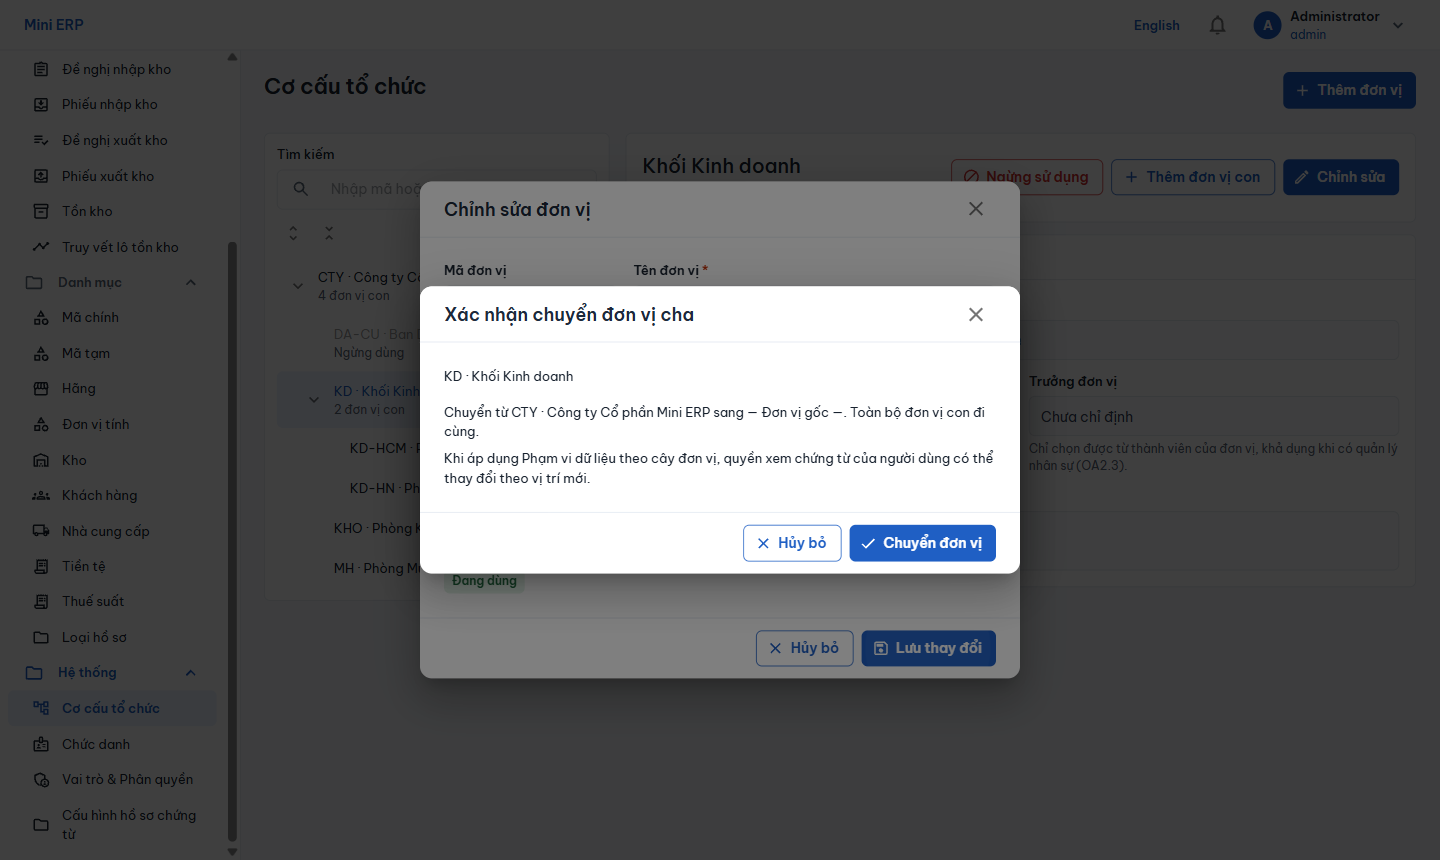 Mini ERP
English
A
Administrator
admin
Đề nghị nhập kho
Phiếu nhập kho
Đề nghị xuất kho
Phiếu xuất kho
Tồn kho
Truy vết lô tồn kho
Danh mục
Mã chính
Mã tạm
Hãng
Đơn vị tính
Kho
Khách hàng
Nhà cung cấp
Tiền tệ
Thuế suất
Loại hồ sơ
Hệ thống
Cơ cấu tổ chức
Chức danh
Vai trò & Phân quyền
Cấu hình hồ sơ chứng
từ
Cơ cấu tổ chức
Thêm đơn vị
Tìm kiếm
Nhập mã hoặc
CTY · Công ty Cổ
4 đơn vị con
DA-CU · Ban
Ngừng dùng
KD · Khối Kinh
2 đơn vị con
KD-HCM ·
KD-HN · Ph
KHO · Phòng
MH · Phòng
Khối Kinh doanh
Ngừng sử dụng
Thêm đơn vị con
Chỉnh sửa
Trưởng đơn vị
Chưa chỉ định
Chỉ chọn được từ thành viên của đơn vị, khả dụng khi có quản lý
nhân sự (OA2.3).
Chỉnh sửa đơn vị
Mã đơn vị
Tên đơn vị *
Xác nhận chuyển đơn vị cha
KD · Khối Kinh doanh
Chuyển từ CTY · Công ty Cổ phần Mini ERP sang — Đơn vị gốc —. Toàn bộ đơn vị con đi
cùng.
Khi áp dụng Phạm vi dữ liệu theo cây đơn vị, quyền xem chứng từ của người dùng có thể
thay đổi theo vị trí mới.
Hủy bỏ
Chuyển đơn vị
Đang dùng
Hủy bỏ
Lưu thay đổi